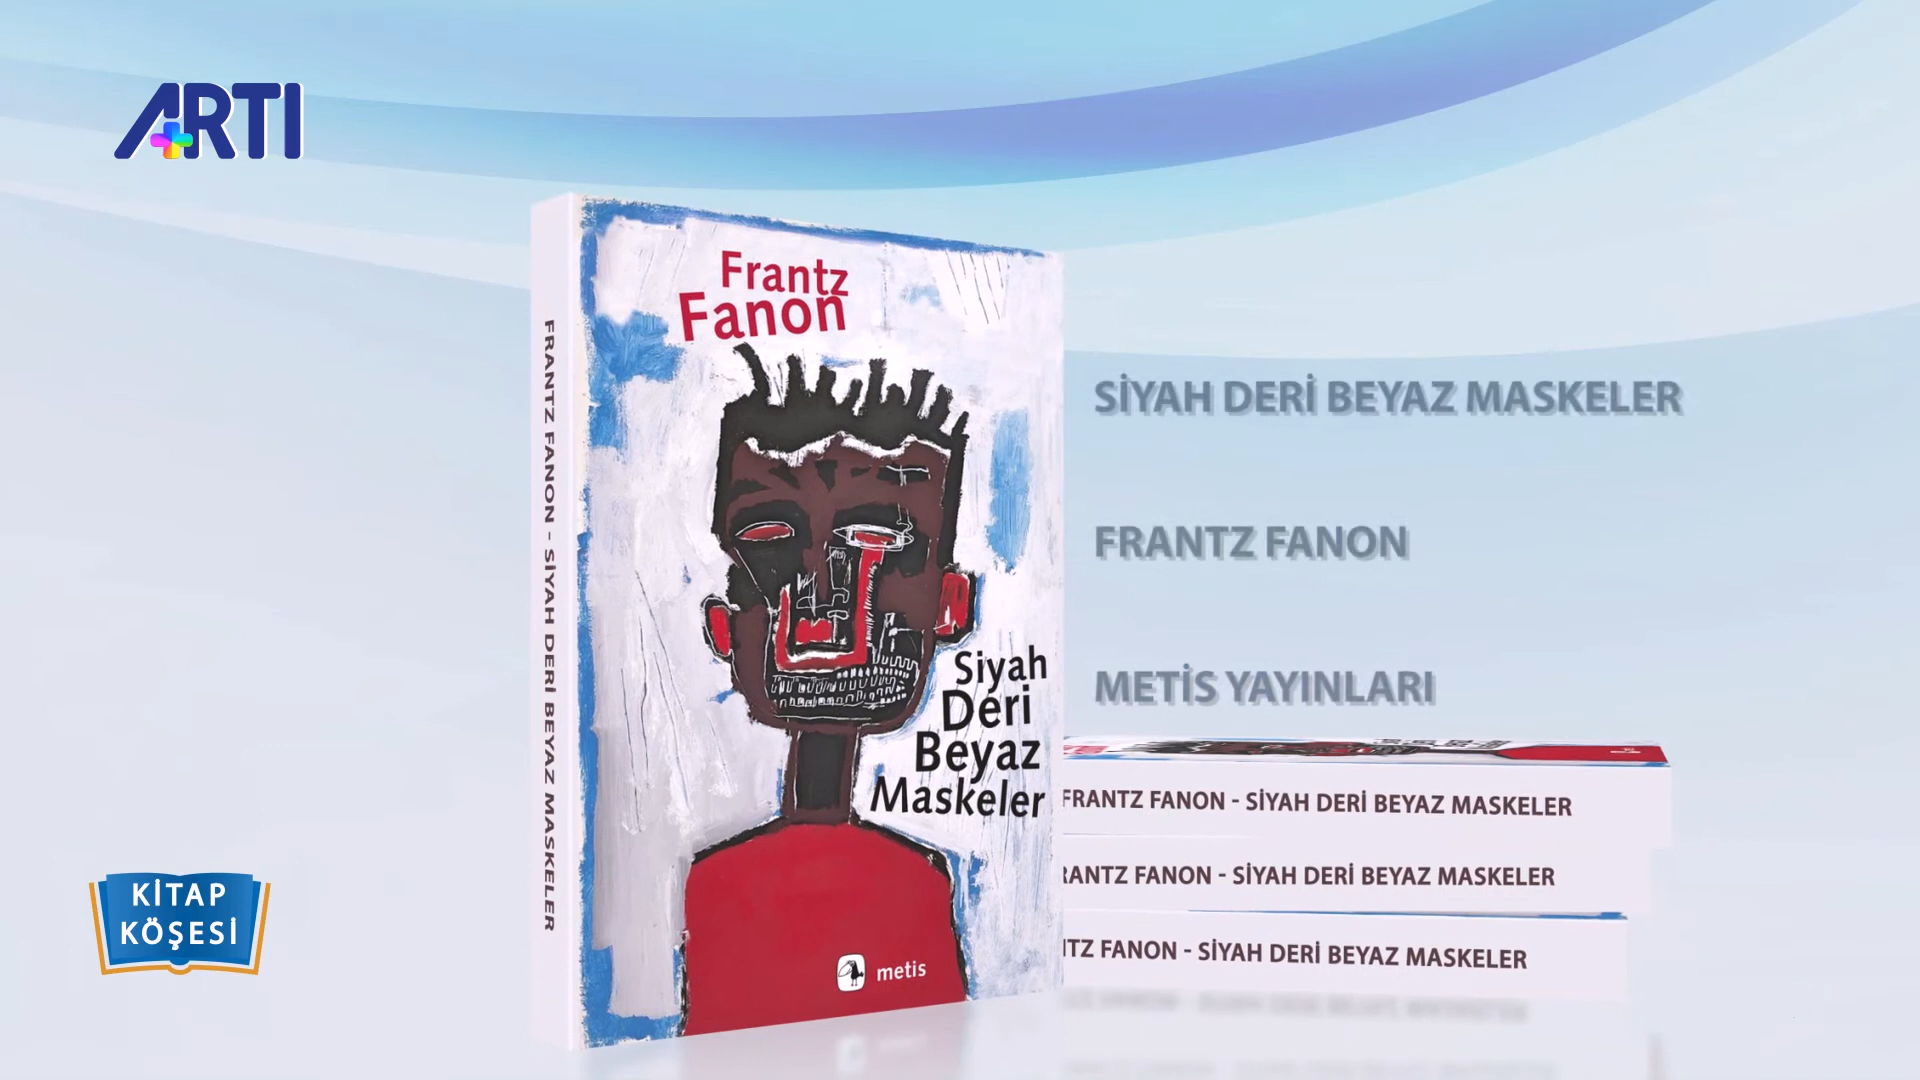 ARTI
Frantz
Fanon
Siyah
Deri
Beyaz
Maskeler
metis
FRANTZ FANON - SİYAH DERİ BEYAZ MASKELER
SİYAH DERİ BEYAZ MASKELER
FRANTZ FANON
METİS YAYINLARI
FRANTZ FANON - SİYAH DERİ BEYAZ MASKELER
RANTZ FANON - SİYAH DERİ BEYAZ MASKELER
NTZ FANON - SİYAH DERİ BEYAZ MASKELER
KİTAP
KÖŞESİ